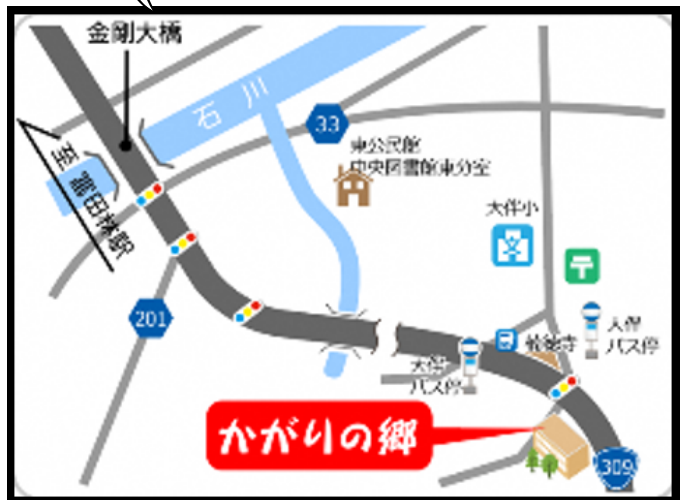 金剛大橋
石川
33
東公民館
中央図書館東分室
至 富田林駅
大伴小
201
大伴
バス停
大伴
バス停
かがりの郷
309